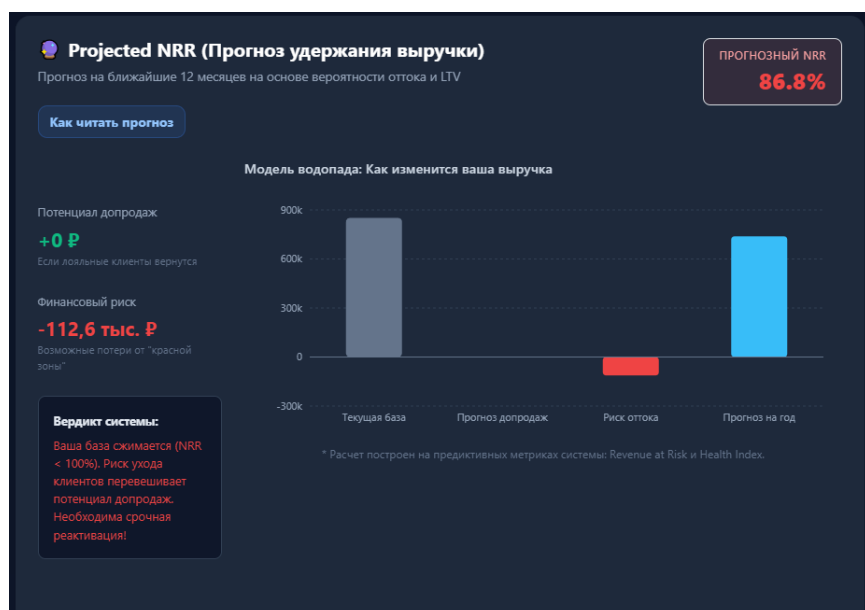 Projected NRR (Прогноз удержания выручки)
Прогноз на ближайшие 12 месяцев на основе вероятности оттока и LTV
ПРОГНОЗНЫЙ NRR
86.8%
Как читать прогноз
Модель водопада: Как изменится ваша выручка
Потенциал допродаж
+0 ₽
Если лояльные клиенты вернутся
Финансовый риск
-112,6 тыс. ₽
Возможные потери от "красной
зоны"
Вердикт системы:
Ваша база сжимается (NRR
< 100%). Риск ухода
клиентов перевешивает
потенциал допродаж.
Необходима срочная
реактивация!
900k
600k
300k
0
-300k
Текущая база
Прогноз допродаж
Риск оттока
Прогноз на год
* Расчет построен на предиктивных метриках системы: Revenue at Risk и Health Index.